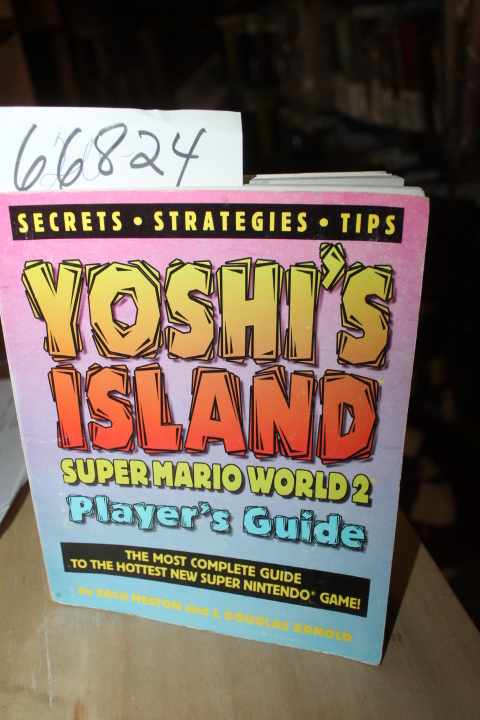 66824
SECRETS • STRATEGIES • TIPS
YOSHI'S
ISLAND
SUPER MARIO WORLD 2
Player's Guide
THE MOST COMPLETE GUIDE
TO THE HOTTEST NEW SUPER NINTENDO® GAME!
by ZACH MESTON and J. DOUGLAS ARNOLD